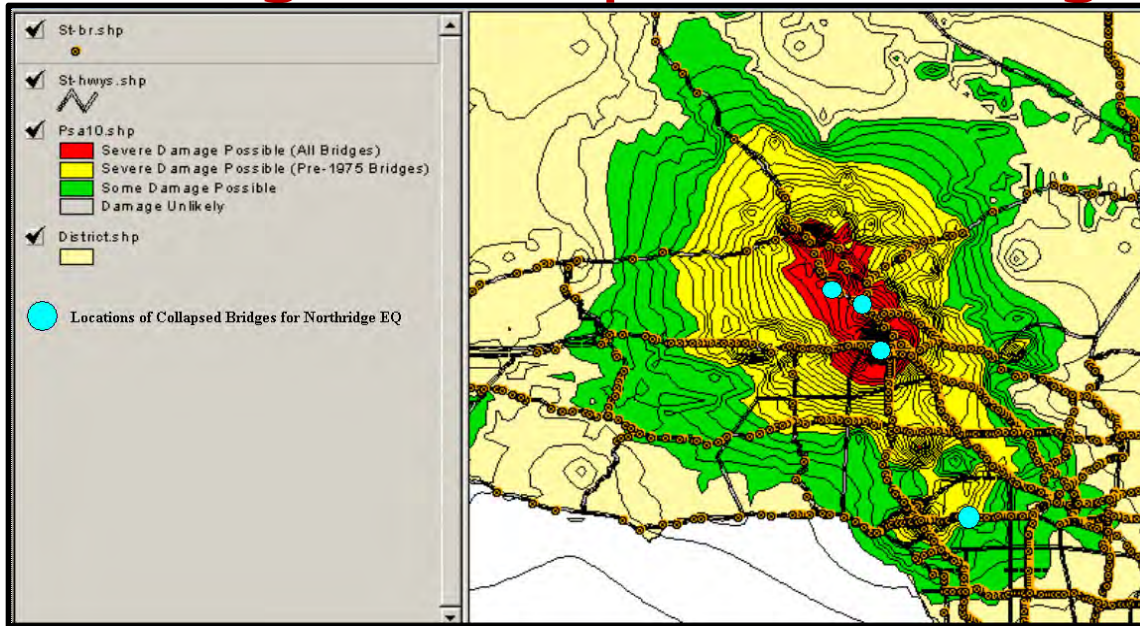 St-br.shp
St-hwys.shp
Psa10.shp
Severe Damage Possible (All Bridges)
Severe Damage Possible (Pre-1975 Bridges)
Some Damage Possible
Damage Unlikely
District.shp
Locations of Collapsed Bridges for Northridge EQ